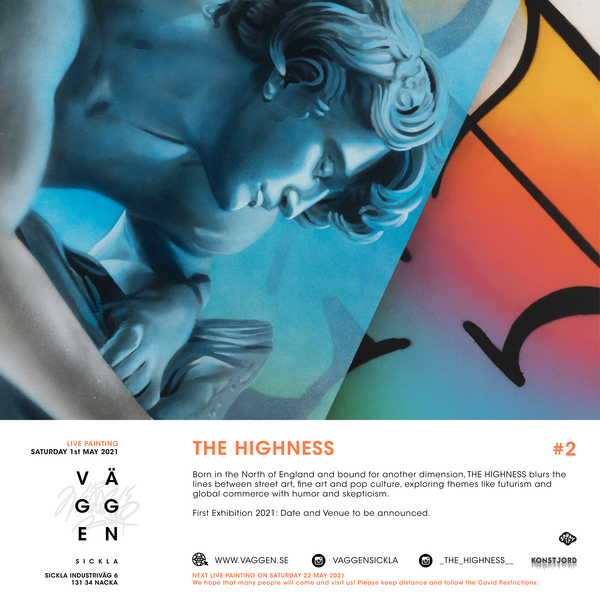 LIVE PAINTING
SATURDAY 1st MAY 2021
V Ä
G G
E N
SICKLA
SICKLA INDUSTRIVÄG 6
131 34 NACKA
THE HIGHNESS
#2
Born in the North of England and bound for another dimension, THE HIGHNESS blurs the
lines between street art, fine art and pop culture, exploring themes like futurism and
global commerce with humor and skepticism.
First Exhibition 2021: Date and Venue to be announced.
WWW.VAGGEN.SE
VAGGENSICKLA
_THE_HIGHNESS__
KONSTJORD
NEXT LIVE PAINTING ON SATURDAY 22 MAY 2021
We hope that many people will come and visit us! Please keep distance and follow the Covid Restrictions.